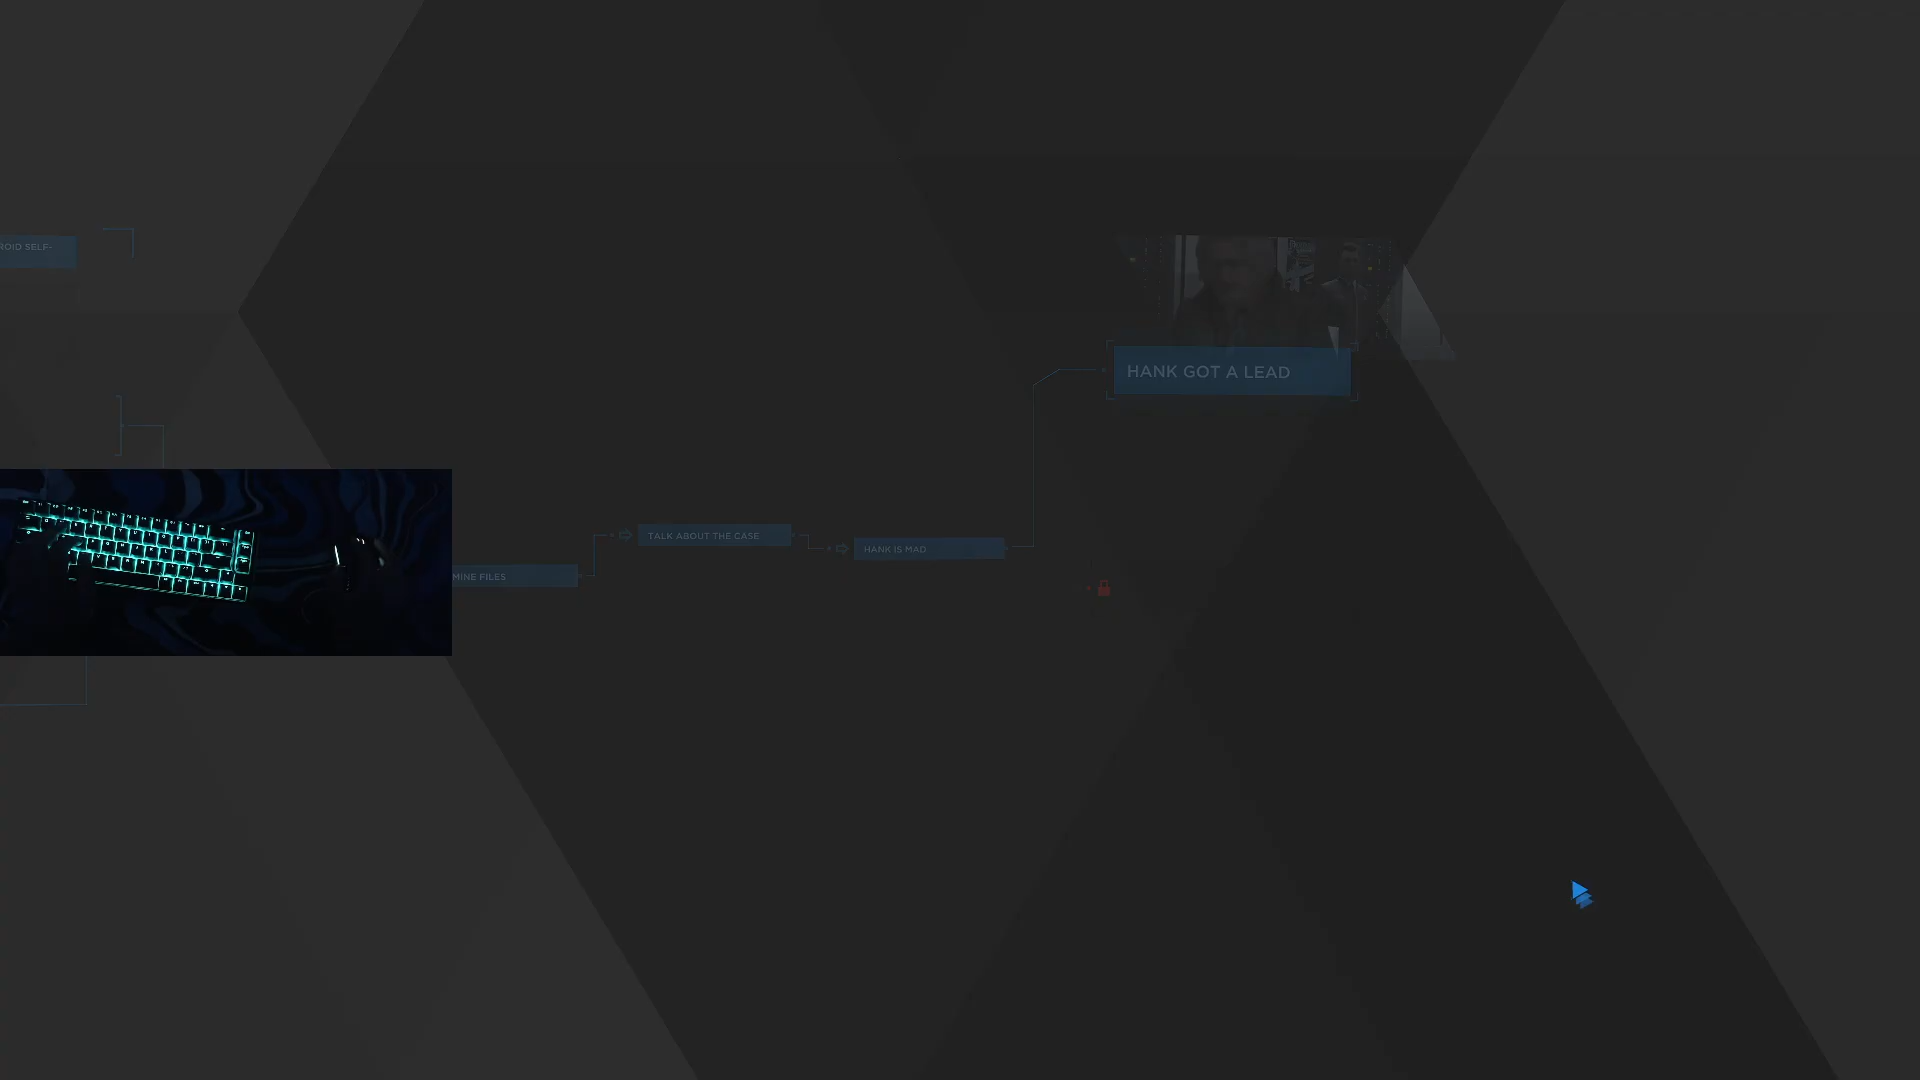 ROID SELF-
HANK GOT A LEAD
TALK ABOUT THE CASE
HANK IS MAD
MINE FILES